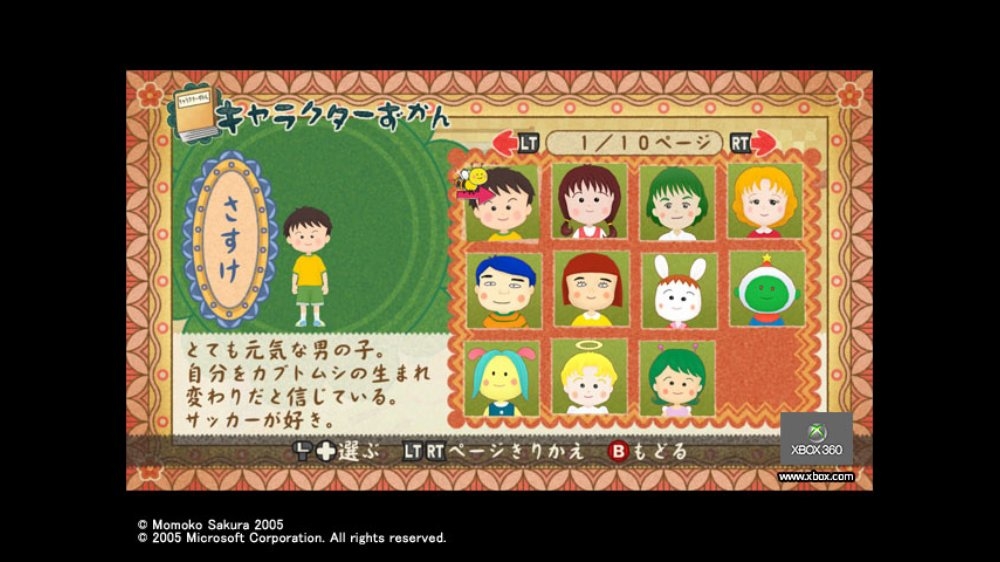 キャラクターずかん
LT 1/10ページ RT
さすけ
とても元気な男の子。
自分をカブトムシの生まれ
変わりだと信じている。
サッカーが好き。
L 選ぶ LT RT ページきりかえ B もどる
XBOX 360
www.xbox.com
© Momoko Sakura 2005
© 2005 Microsoft Corporation. All rights reserved.